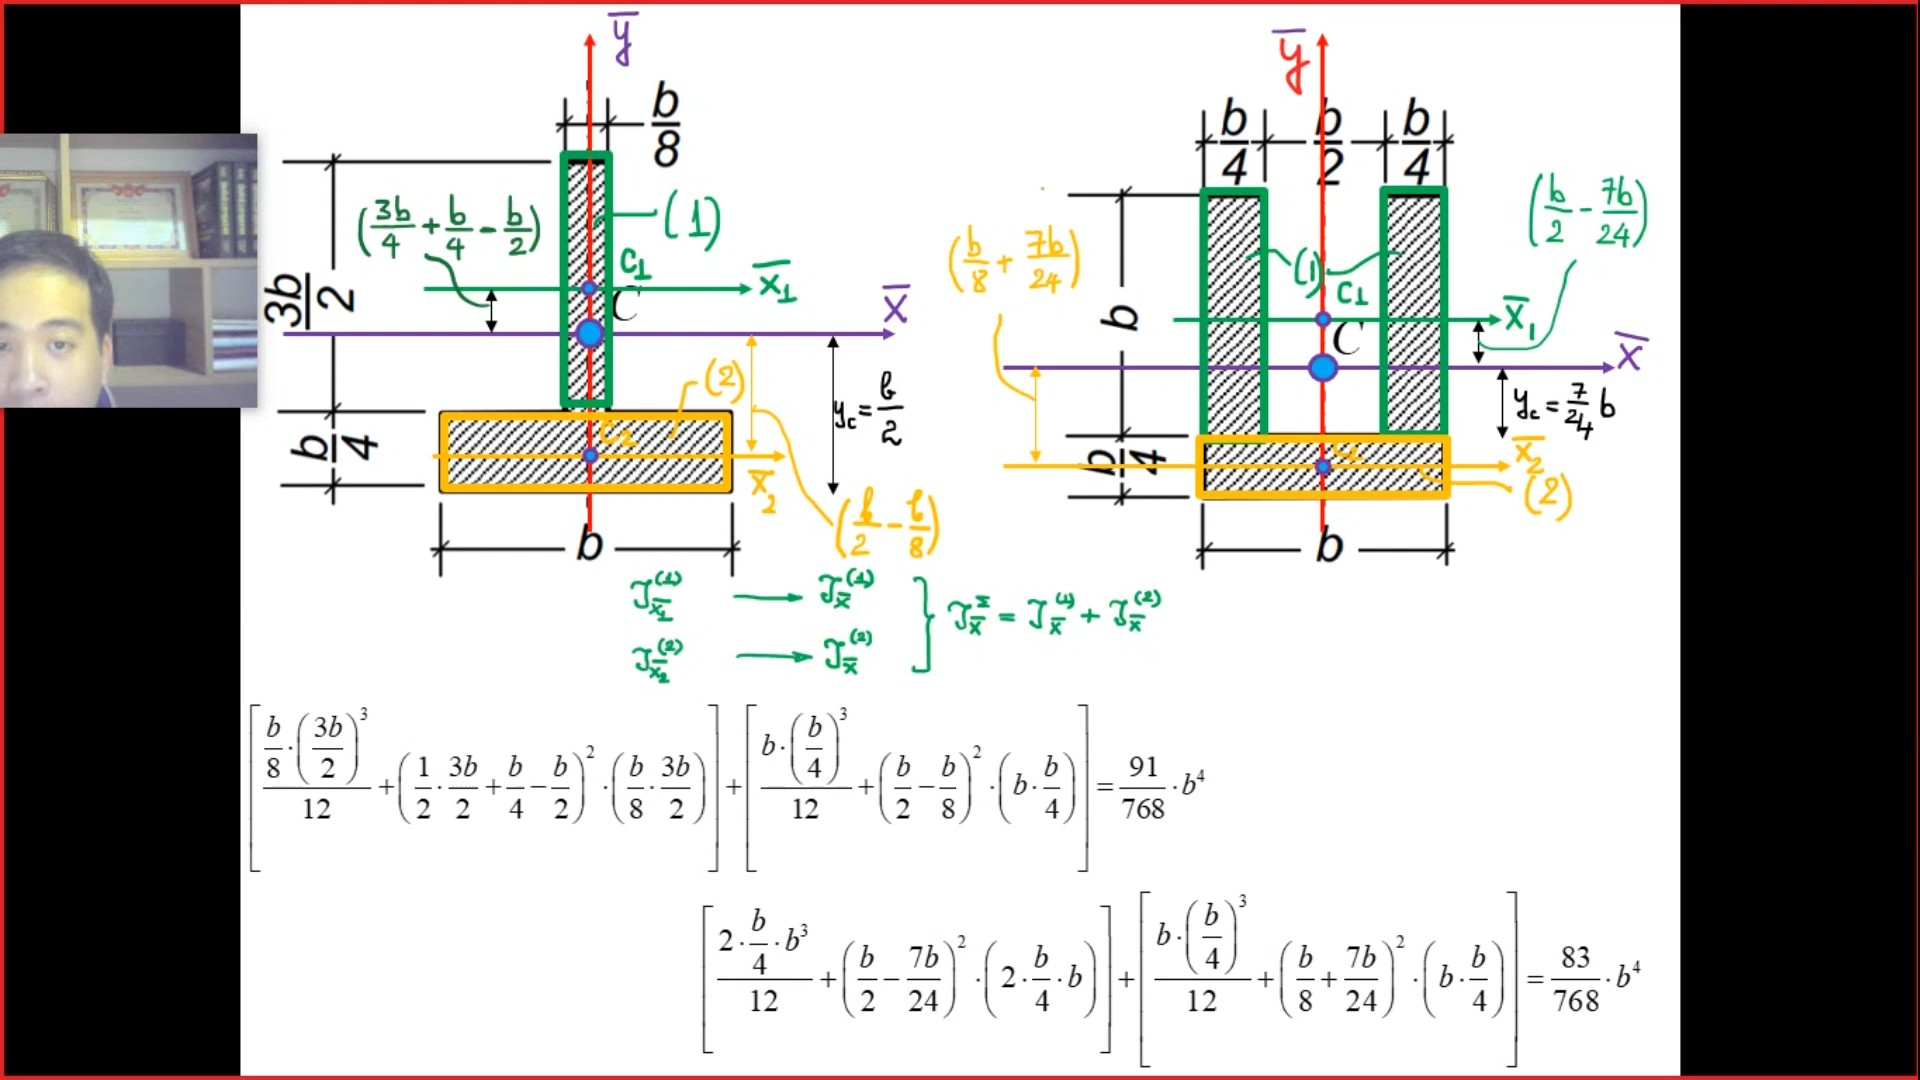 y̅
b/8
(3b/4 + b/4 - b/2)
(1)
C₁
x̅₁
C
x̅
3b/2
(2)
y_c = b/2
C₂
b/4
x̅₂
(b/2 - b/8)
b
y̅
b/4 b/2 b/4
(b/2 - 7b/24)
(b/8 + 7b/24)
(1)
C₁
x̅₁
C
x̅
b
y_c = 7/24 b
b/4
C₂
x̅₂
(2)
b
J_x̅₁^(1) → J_x̅^(1)
J_x̅₂^(2) → J_x̅^(2)
} J_x̅^Σ = J_x̅^(1) + J_x̅^(2)
[ (b/8 · (3b/2)^3)/12 + (1/2 · 3b/2 + b/4 - b/2)^2 · (b/8 · 3b/2) ] + [ (b · (b/4)^3)/12 + (b/2 - b/8)^2 · (b · b/4) ] = 91/768 · b^4
[ (2 · b/4 · b^3)/12 + (b/2 - 7b/24)^2 · (2 · b/4 · b) ] + [ (b · (b/4)^3)/12 + (b/8 + 7b/24)^2 · (b · b/4) ] = 83/768 · b^4